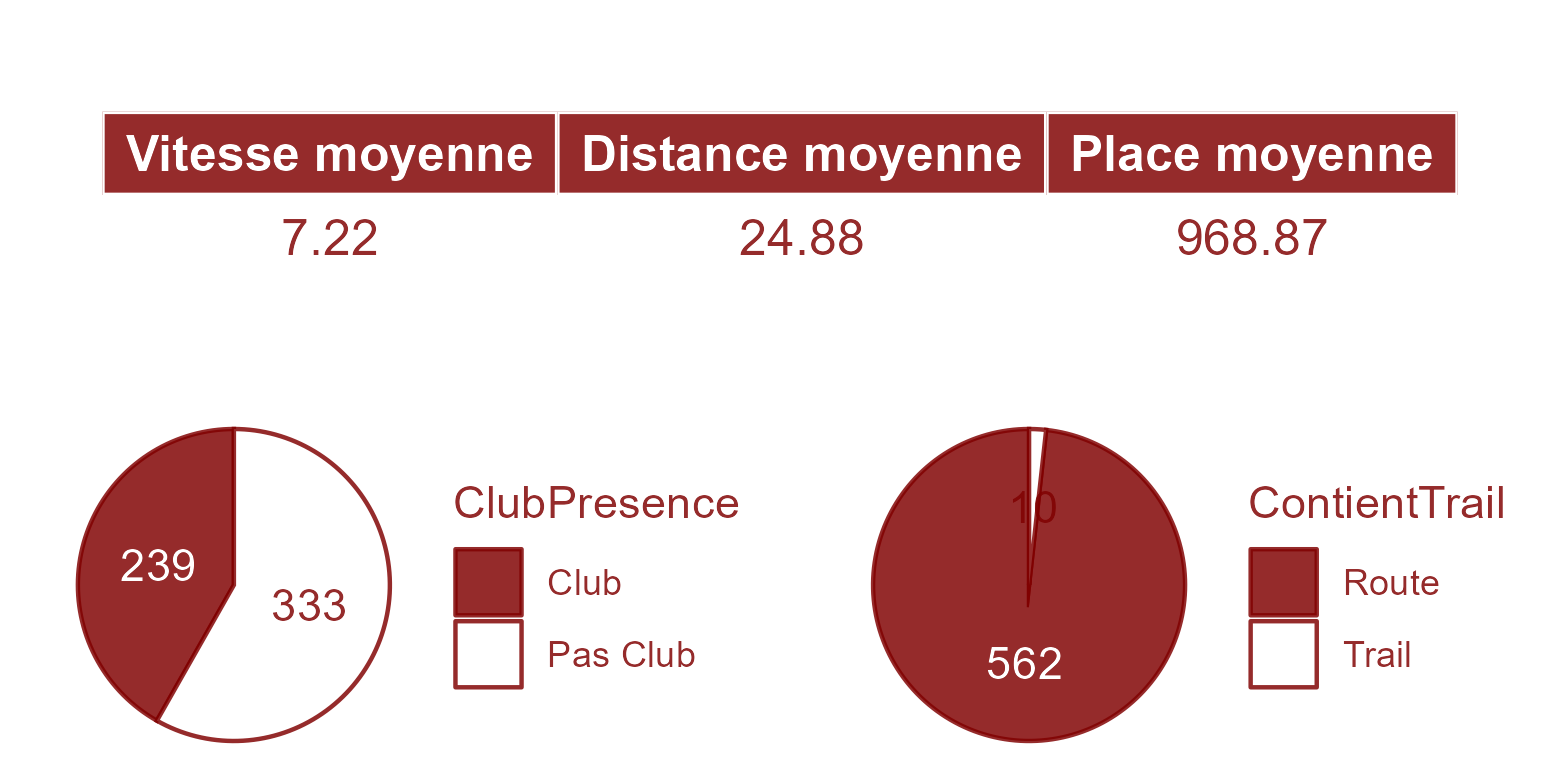 Vitesse moyenne Distance moyenne Place moyenne
7.22 24.88 968.87
ClubPresence
239
333
Club
Pas Club
ContientTrail
10
562
Route
Trail